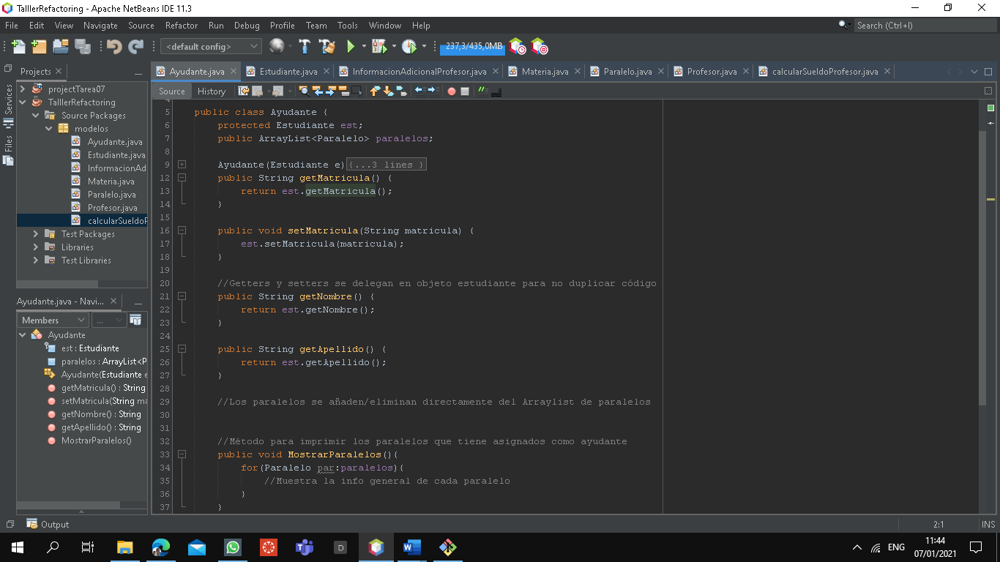 TalllerRefactoring - Apache NetBeans IDE 11.3
File Edit View Navigate Source Refactor Run Debug Profile Team Tools Window Help
Search (Ctrl+I)
<default config>
237,3/435,0MB
Projects
Ayudante.java Estudiante.java InformacionAdicionalProfesor.java Materia.java Paralelo.java Profesor.java calcularSueldoProfesor.java
Source History
Services
Files
projectTarea07
TalllerRefactoring
Source Packages
modelos
Ayudante.java
Estudiante.java
InformacionAd
Materia.java
Paralelo.java
Profesor.java
calcularSueldoP
Test Packages
Libraries
Test Libraries
Ayudante.java - Navi...
Members ...
Ayudante
est : Estudiante
paralelos : ArrayList<P
Ayudante(Estudiante e
getMatricula() : String
setMatricula(String ma
getNombre() : String
getApellido() : String
MostrarParalelos()
4
5 public class Ayudante {
6 protected Estudiante est;
7 public ArrayList<Paralelo> paralelos;
8
9 Ayudante(Estudiante e){...3 lines }
12 public String getMatricula() {
13 return est.getMatricula();
14 }
15
16 public void setMatricula(String matricula) {
17 est.setMatricula(matricula);
18 }
19
20 //Getters y setters se delegan en objeto estudiante para no duplicar código
21 public String getNombre() {
22 return est.getNombre();
23 }
24
25 public String getApellido() {
26 return est.getApellido();
27 }
28
29 //Los paralelos se añaden/eliminan directamente del Arraylist de paralelos
30
31
32 //Método para imprimir los paralelos que tiene asignados como ayudante
33 public void MostrarParalelos(){
34 for(Paralelo par:paralelos){
35 //Muestra la info general de cada paralelo
36 }
37 }
Output
2:1 INS
D
ENG
11:44
07/01/2021